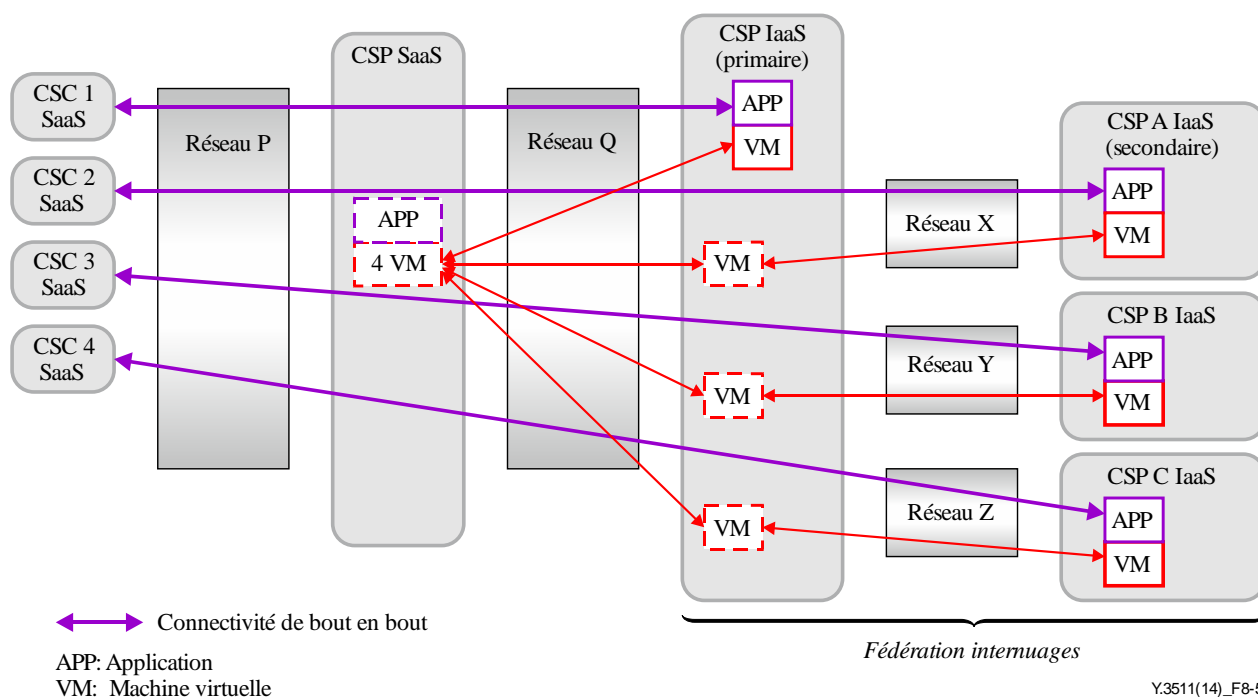 CSP IaaS
(primaire)
CSP SaaS
CSC 1
SaaS
Réseau P
Réseau Q
APP
VM
CSP A IaaS
(secondaire)
APP
VM
CSC 2
SaaS
APP
4 VM
Réseau X
VM
CSC 3
SaaS
CSP B IaaS
APP
VM
CSC 4
SaaS
Réseau Y
VM
CSP C IaaS
APP
VM
Réseau Z
VM
Connectivité de bout en bout
Fédération internuages
APP: Application
VM: Machine virtuelle